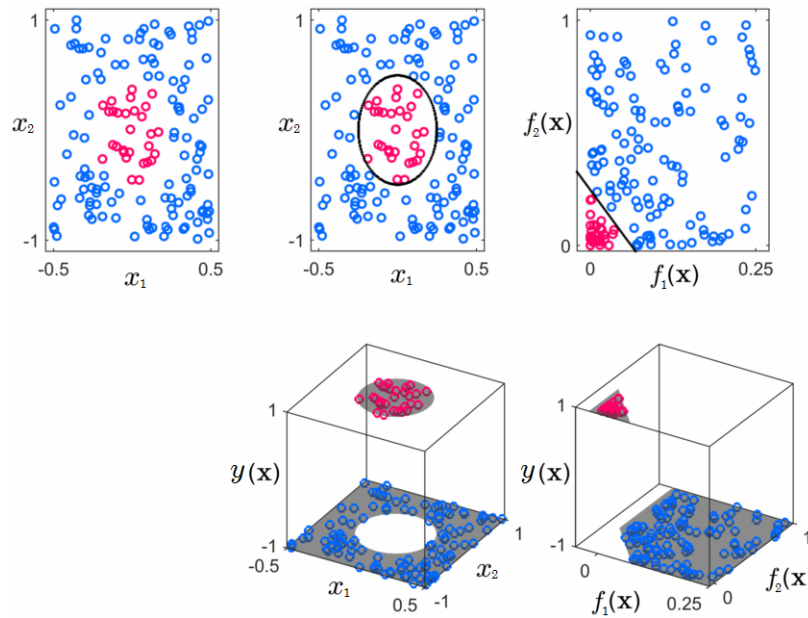 1 1 1
x₂ x₂ f₂(x)
-1 -1 0
-0.5 0.5 -0.5 0.5 0 0.25
x₁ x₁ f₁(x)
1 1
y(x) y(x)
-1 1 -1 1
-0.5 x₁ x₂ 0 f₂(x)
0.5 -1 f₁(x) 0.25 0